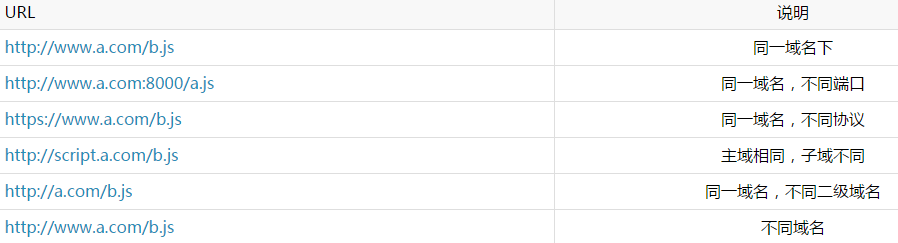 URL 说明
http://www.a.com/b.js 同一域名下
http://www.a.com:8000/a.js 同一域名，不同端口
https://www.a.com/b.js 同一域名，不同协议
http://script.a.com/b.js 主域相同，子域不同
http://a.com/b.js 同一域名，不同二级域名
http://www.a.com/b.js 不同域名